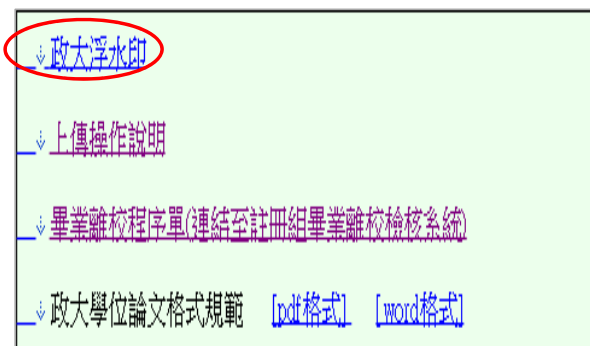 政大浮水印
上傳操作說明
畢業離校程序單(連結至註冊組畢業離校檢核系統)
政大學位論文格式規範 [pdf格式] [word格式]